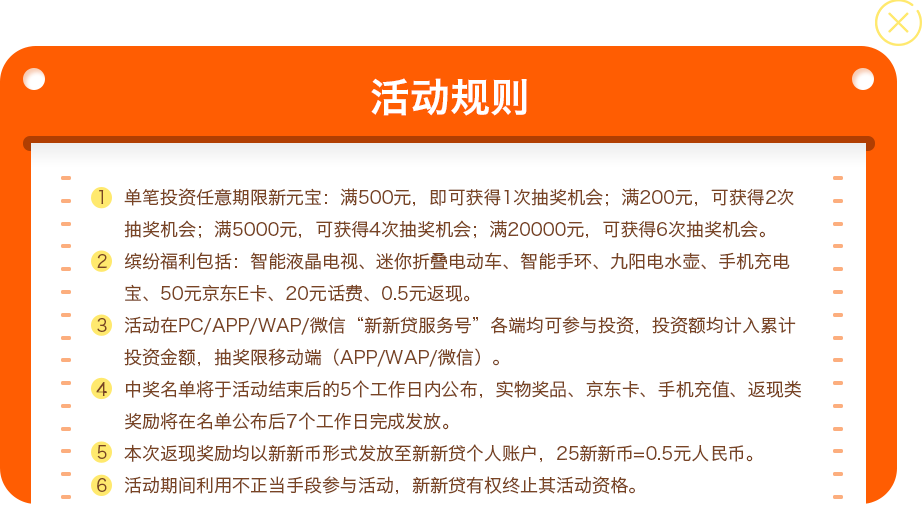 活动规则
1 单笔投资任意期限新元宝：满500元，即可获得1次抽奖机会；满200元，可获得2次
抽奖机会；满5000元，可获得4次抽奖机会；满20000元，可获得6次抽奖机会。
2 缤纷福利包括：智能液晶电视、迷你折叠电动车、智能手环、九阳电水壶、手机充电
宝、50元京东E卡、20元话费、0.5元返现。
3 活动在PC/APP/WAP/微信“新新贷服务号”各端均可参与投资，投资额均计入累计
投资金额，抽奖限移动端（APP/WAP/微信）。
4 中奖名单将于活动结束后的5个工作日内公布，实物奖品、京东卡、手机充值、返现类
奖励将在名单公布后7个工作日完成发放。
5 本次返现奖励均以新新币形式发放至新新贷个人账户，25新新币=0.5元人民币。
6 活动期间利用不正当手段参与活动，新新贷有权终止其活动资格。